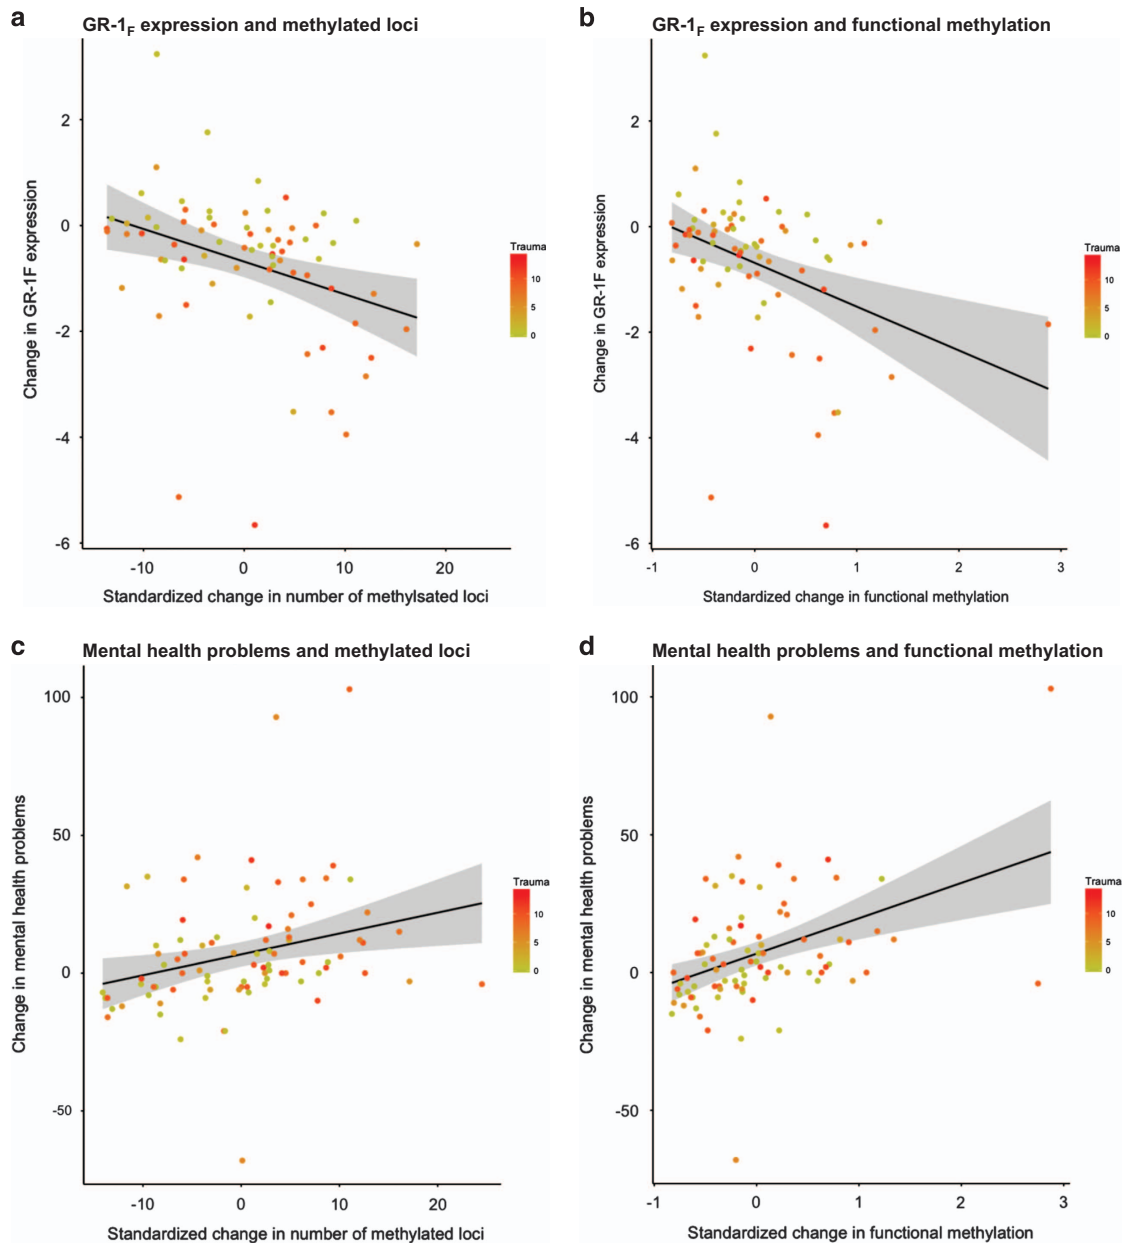 a
GR-1F expression and methylated loci
Change in GR-1F expression
2
0
-2
-4
-6
-10
0
10
20
Standardized change in number of methylsated loci
Trauma
10
5
0
b
GR-1F expression and functional methylation
Change in GR-1F expression
2
0
-2
-4
-6
-1
0
1
2
3
Standardized change in functional methylation
Trauma
10
5
0
c
Mental health problems and methylated loci
Change in mental health problems
100
50
0
-50
-10
0
10
20
Standardized change in number of methylated loci
Trauma
10
5
0
d
Mental health problems and functional methylation
Change in mental health problems
100
50
0
-50
-1
0
1
2
3
Standardized change in functional methylation
Trauma
10
5
0